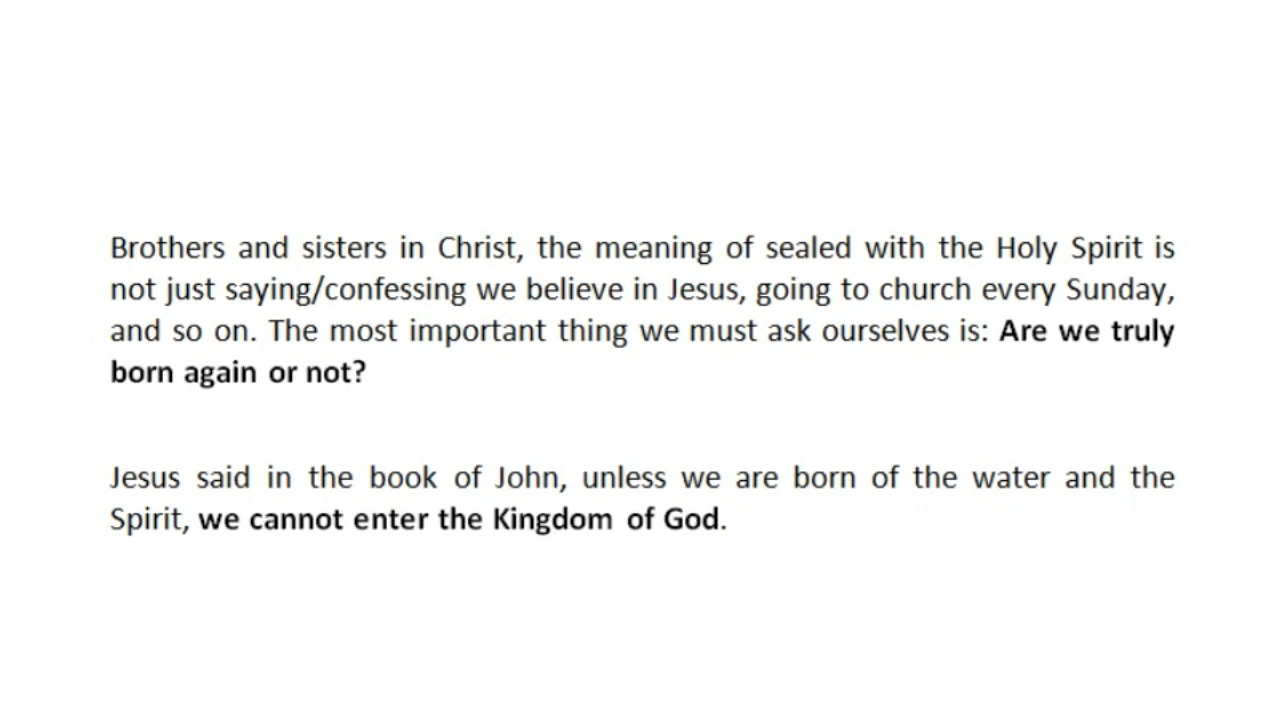 Brothers and sisters in Christ, the meaning of sealed with the Holy Spirit is
not just saying/confessing we believe in Jesus, going to church every Sunday,
and so on. The most important thing we must ask ourselves is: Are we truly
born again or not?
Jesus said in the book of John, unless we are born of the water and the
Spirit, we cannot enter the Kingdom of God.